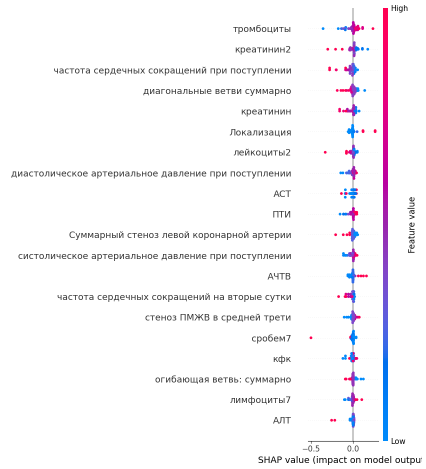 High
тромбоциты
креатинин2
частота сердечных сокращений при поступлении
диагональные ветви суммарно
креатинин
Локализация
лейкоциты2
диастолическое артериальное давление при поступлении
АСТ
ПТИ
Суммарный стеноз левой коронарной артерии
систолическое артериальное давление при поступлении
АЧТВ
частота сердечных сокращений на вторые сутки
стеноз ПМЖВ в средней трети
сробем7
кфк
огибающая ветвь: суммарно
лимфоциты7
АЛТ
Feature value
Low
−0.5 0.0
SHAP value (impact on model output